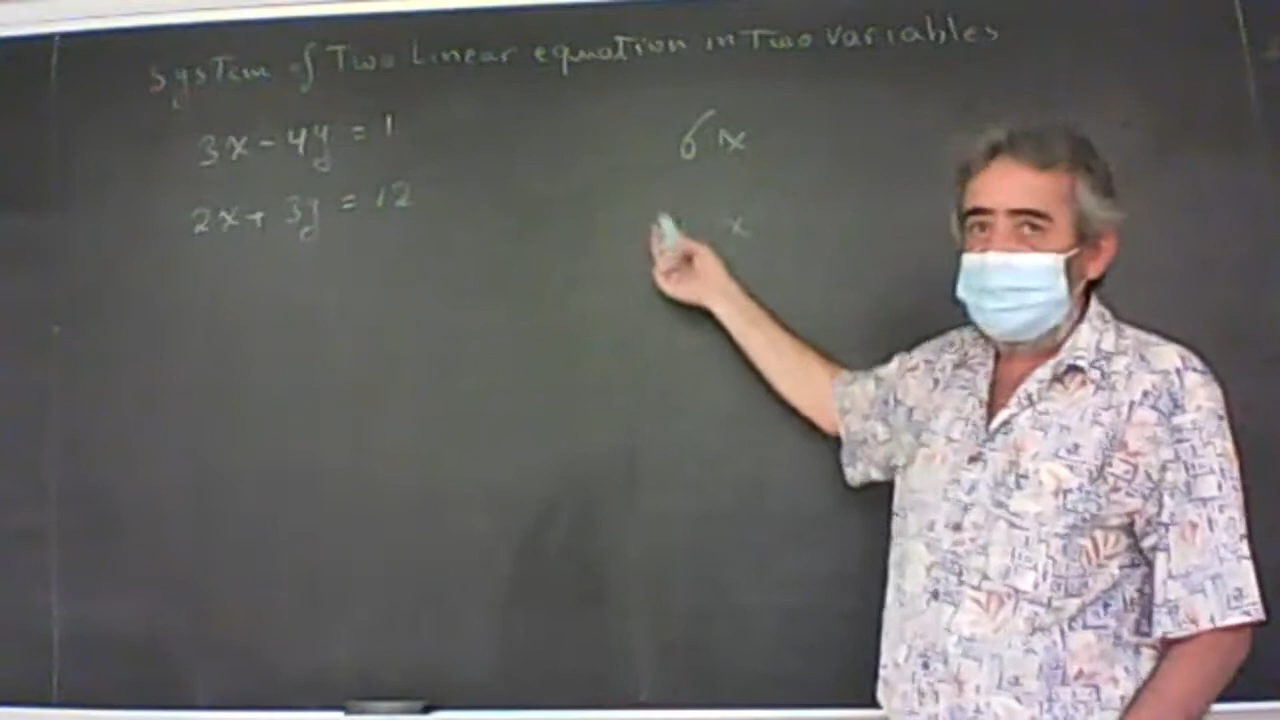 System of Two Linear equation in Two variables
3x - 4y = 1
2x + 3y = 12
6x
x